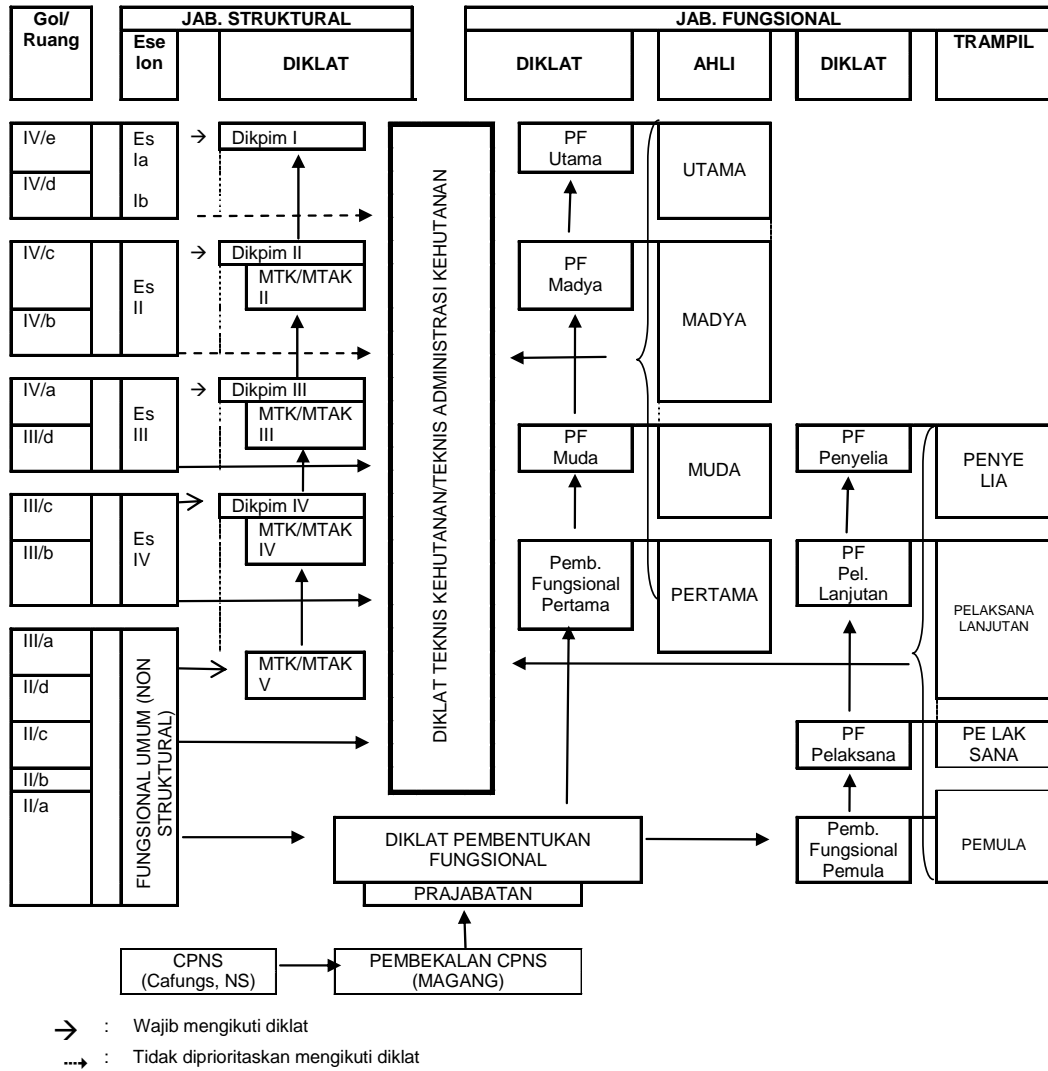 Gol/
Ruang
JAB. STRUKTURAL
Ese
lon
DIKLAT
JAB. FUNGSIONAL
DIKLAT
AHLI
DIKLAT
TRAMPIL
IV/e
IV/d
IV/c
IV/b
IV/a
III/d
III/c
III/b
III/a
II/d
II/c
II/b
II/a
Es
Ia
Ib
Es
II
Es
III
Es
IV
FUNGSIONAL UMUM (NON
STRUKTURAL)
Dikpim I
Dikpim II
MTK/MTAK
II
Dikpim III
MTK/MTAK
III
Dikpim IV
MTK/MTAK
IV
MTK/MTAK
V
DIKLAT TEKNIS KEHUTANAN/TEKNIS ADMINISTRASI KEHUTANAN
PF
Utama
PF
Madya
PF
Muda
Pemb.
Fungsional
Pertama
UTAMA
MADYA
MUDA
PERTAMA
PF
Penyelia
PF
Pel.
Lanjutan
PF
Pelaksana
Pemb.
Fungsional
Pemula
PENYE
LIA
PELAKSANA
LANJUTAN
PE LAK
SANA
PEMULA
DIKLAT PEMBENTUKAN
FUNGSIONAL
PRAJABATAN
CPNS
(Cafungs, NS)
PEMBEKALAN CPNS
(MAGANG)
→ : Wajib mengikuti diklat
⤏ : Tidak diprioritaskan mengikuti diklat